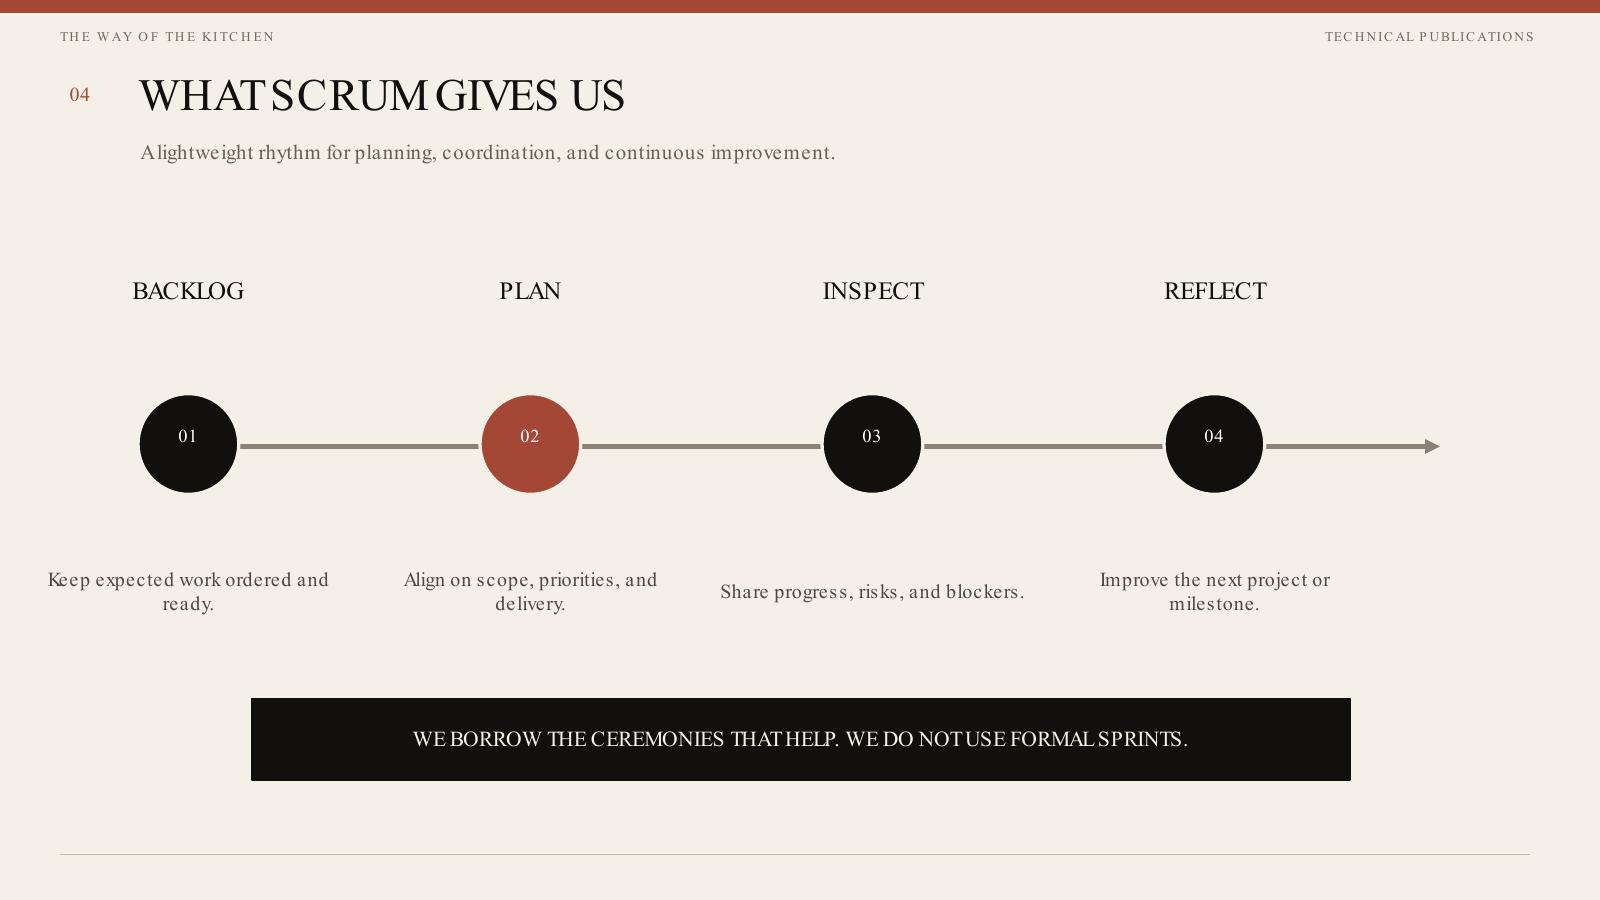 THE WAY OF THE KITCHEN
TECHNICAL PUBLICATIONS
04
WHAT SCRUM GIVES US
A lightweight rhythm for planning, coordination, and continuous improvement.
BACKLOG
PLAN
INSPECT
REFLECT
01
02
03
04
Keep expected work ordered and
ready.
Align on scope, priorities, and
delivery.
Share progress, risks, and blockers.
Improve the next project or
milestone.
WE BORROW THE CEREMONIES THAT HELP. WE DO NOT USE FORMAL SPRINTS.